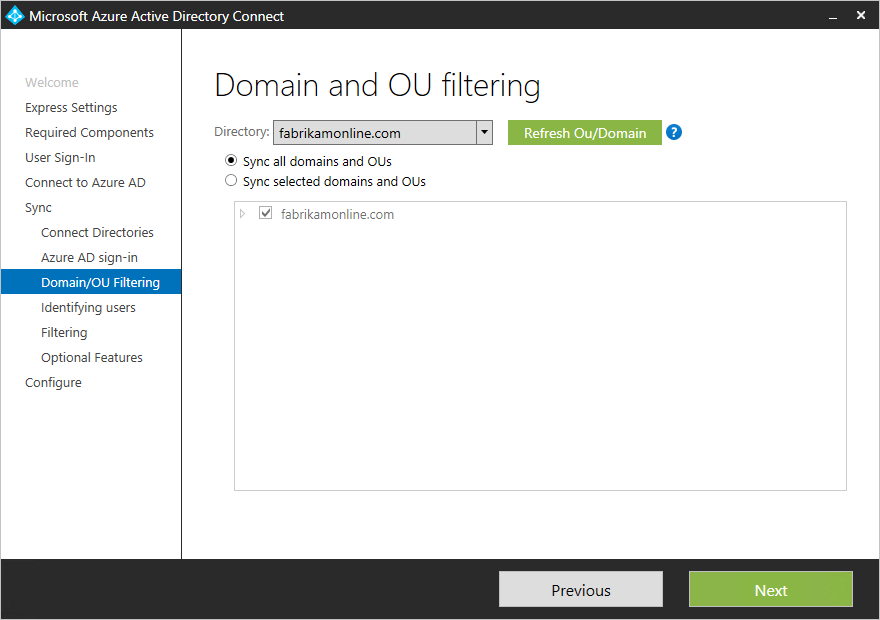 Microsoft Azure Active Directory Connect
Welcome
Express Settings
Required Components
User Sign-In
Connect to Azure AD
Sync
Connect Directories
Azure AD sign-in
Domain/OU Filtering
Identifying users
Filtering
Optional Features
Configure
Domain and OU filtering
Directory: fabrikamonline.com Refresh Ou/Domain ?
Sync all domains and OUs
Sync selected domains and OUs
fabrikamonline.com
Previous Next